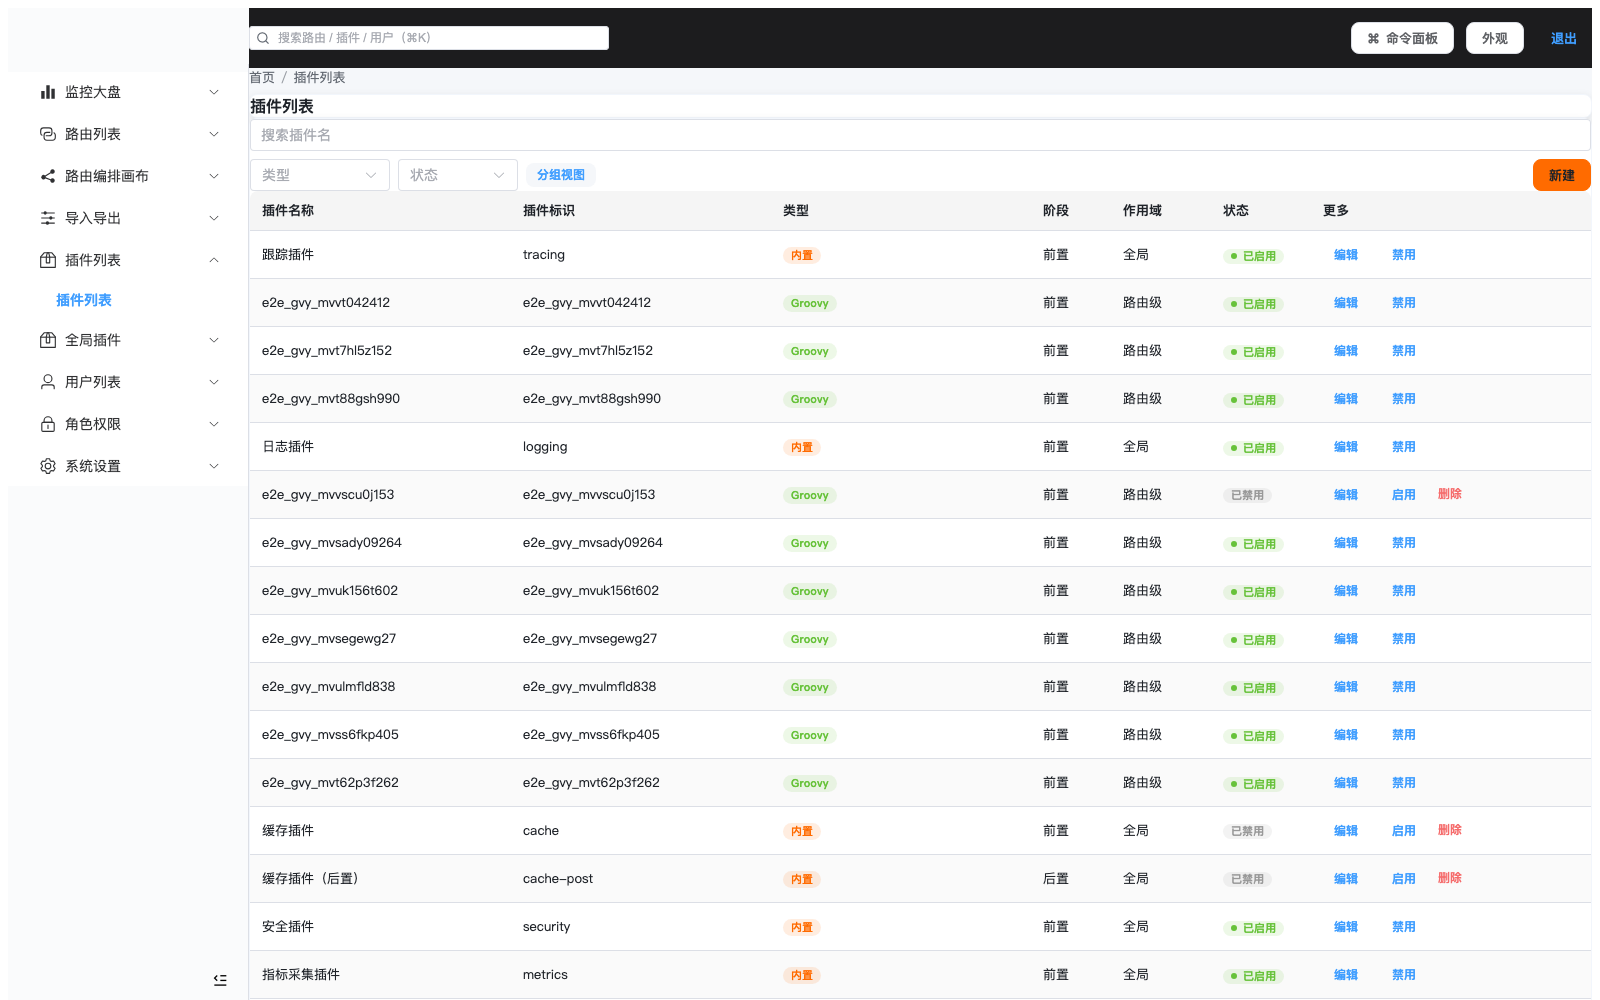 搜索路由 / 插件 / 用户（⌘K）
⌘ 命令面板
外观
退出
监控大盘
路由列表
路由编排画布
导入导出
插件列表
插件列表
全局插件
用户列表
角色权限
系统设置
首页 / 插件列表
插件列表
搜索插件名
类型 状态 分组视图 新建
插件名称 插件标识 类型 阶段 作用域 状态 更多
跟踪插件 tracing 内置 前置 全局 已启用 编辑 禁用
e2e_gvy_mvvt042412 e2e_gvy_mvvt042412 Groovy 前置 路由级 已启用 编辑 禁用
e2e_gvy_mvt7hl5z152 e2e_gvy_mvt7hl5z152 Groovy 前置 路由级 已启用 编辑 禁用
e2e_gvy_mvt88gsh990 e2e_gvy_mvt88gsh990 Groovy 前置 路由级 已启用 编辑 禁用
日志插件 logging 内置 前置 全局 已启用 编辑 禁用
e2e_gvy_mvvscu0j153 e2e_gvy_mvvscu0j153 Groovy 前置 路由级 已禁用 编辑 启用 删除
e2e_gvy_mvsady09264 e2e_gvy_mvsady09264 Groovy 前置 路由级 已启用 编辑 禁用
e2e_gvy_mvuk156t602 e2e_gvy_mvuk156t602 Groovy 前置 路由级 已启用 编辑 禁用
e2e_gvy_mvsegewg27 e2e_gvy_mvsegewg27 Groovy 前置 路由级 已启用 编辑 禁用
e2e_gvy_mvulmfld838 e2e_gvy_mvulmfld838 Groovy 前置 路由级 已启用 编辑 禁用
e2e_gvy_mvss6fkp405 e2e_gvy_mvss6fkp405 Groovy 前置 路由级 已启用 编辑 禁用
e2e_gvy_mvt62p3f262 e2e_gvy_mvt62p3f262 Groovy 前置 路由级 已启用 编辑 禁用
缓存插件 cache 内置 前置 全局 已禁用 编辑 启用 删除
缓存插件（后置） cache-post 内置 后置 全局 已禁用 编辑 启用 删除
安全插件 security 内置 前置 全局 已启用 编辑 禁用
指标采集插件 metrics 内置 前置 全局 已启用 编辑 禁用